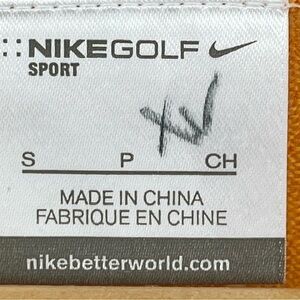 NIKEGOLF
SPORT
S P CH
MADE IN CHINA
FABRIQUE EN CHINE
nikebetterworld.com